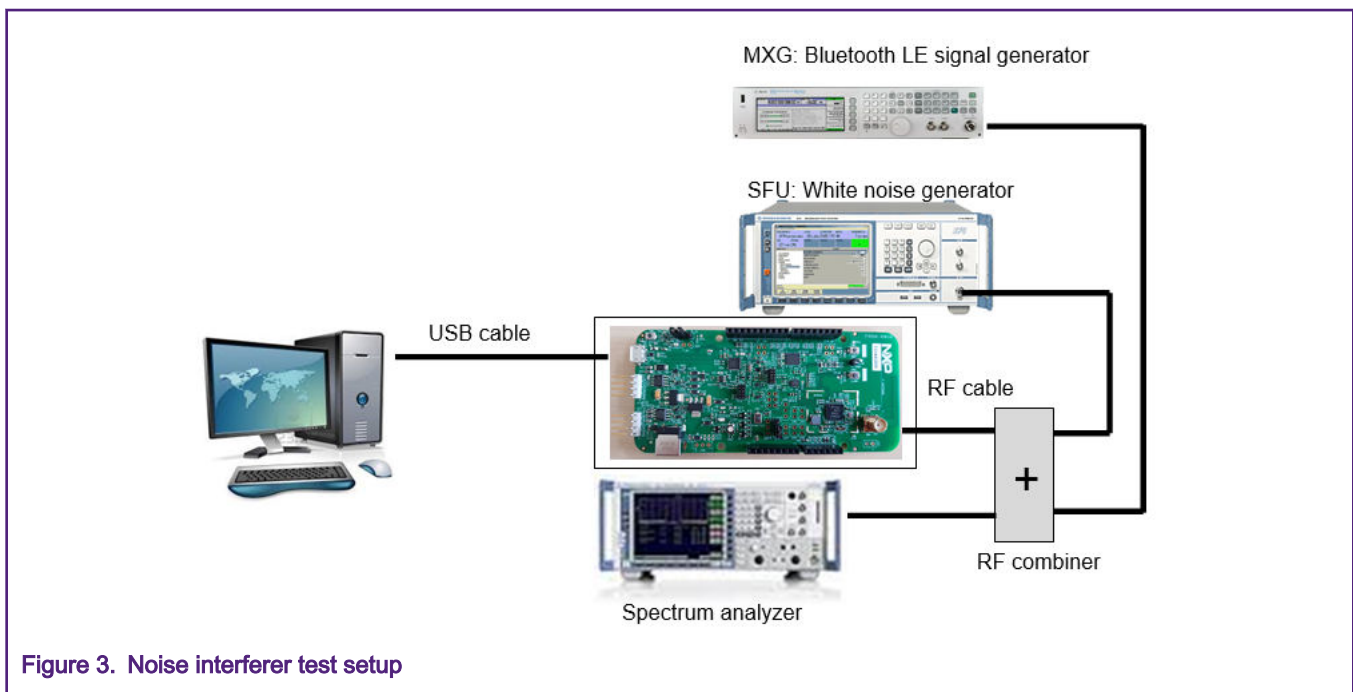 MXG: Bluetooth LE signal generator
SFU: White noise generator
USB cable
NXP
RF cable
+
RF combiner
Spectrum analyzer
Figure 3. Noise interferer test setup